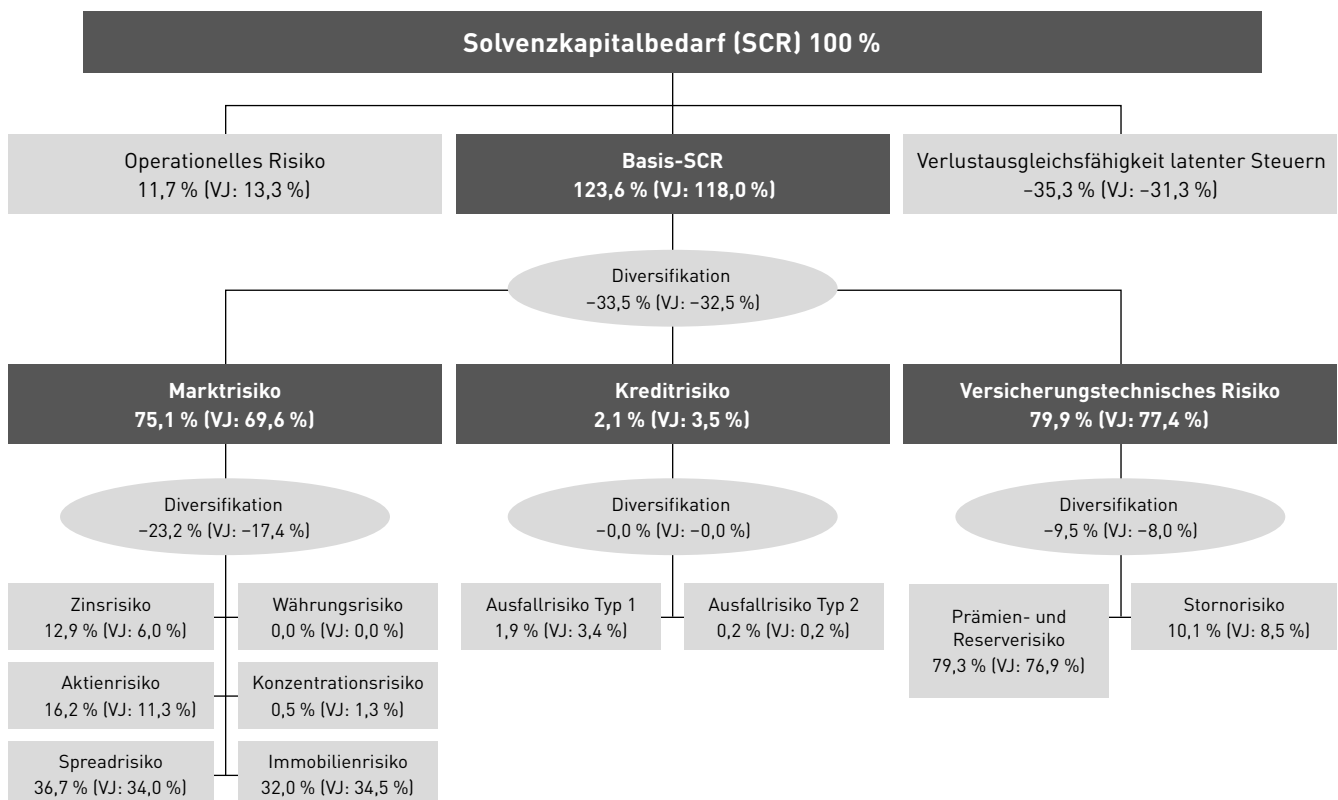 Solvenzkapitalbedarf (SCR) 100 %
Operationelles Risiko
11,7 % (VJ: 13,3 %)
Basis-SCR
123,6 % (VJ: 118,0 %)
Verlustausgleichsfähigkeit latenter Steuern
−35,3 % (VJ: −31,3 %)
Diversifikation
−33,5 % (VJ: −32,5 %)
Marktrisiko
75,1 % (VJ: 69,6 %)
Kreditrisiko
2,1 % (VJ: 3,5 %)
Versicherungstechnisches Risiko
79,9 % (VJ: 77,4 %)
Diversifikation
−23,2 % (VJ: −17,4 %)
Diversifikation
−0,0 % (VJ: −0,0 %)
Diversifikation
−9,5 % (VJ: −8,0 %)
Zinsrisiko
12,9 % (VJ: 6,0 %)
Währungsrisiko
0,0 % (VJ: 0,0 %)
Aktienrisiko
16,2 % (VJ: 11,3 %)
Konzentrationsrisiko
0,5 % (VJ: 1,3 %)
Spreadrisiko
36,7 % (VJ: 34,0 %)
Immobilienrisiko
32,0 % (VJ: 34,5 %)
Ausfallrisiko Typ 1
1,9 % (VJ: 3,4 %)
Ausfallrisiko Typ 2
0,2 % (VJ: 0,2 %)
Prämien- und
Reserverisiko
79,3 % (VJ: 76,9 %)
Stornorisiko
10,1 % (VJ: 8,5 %)